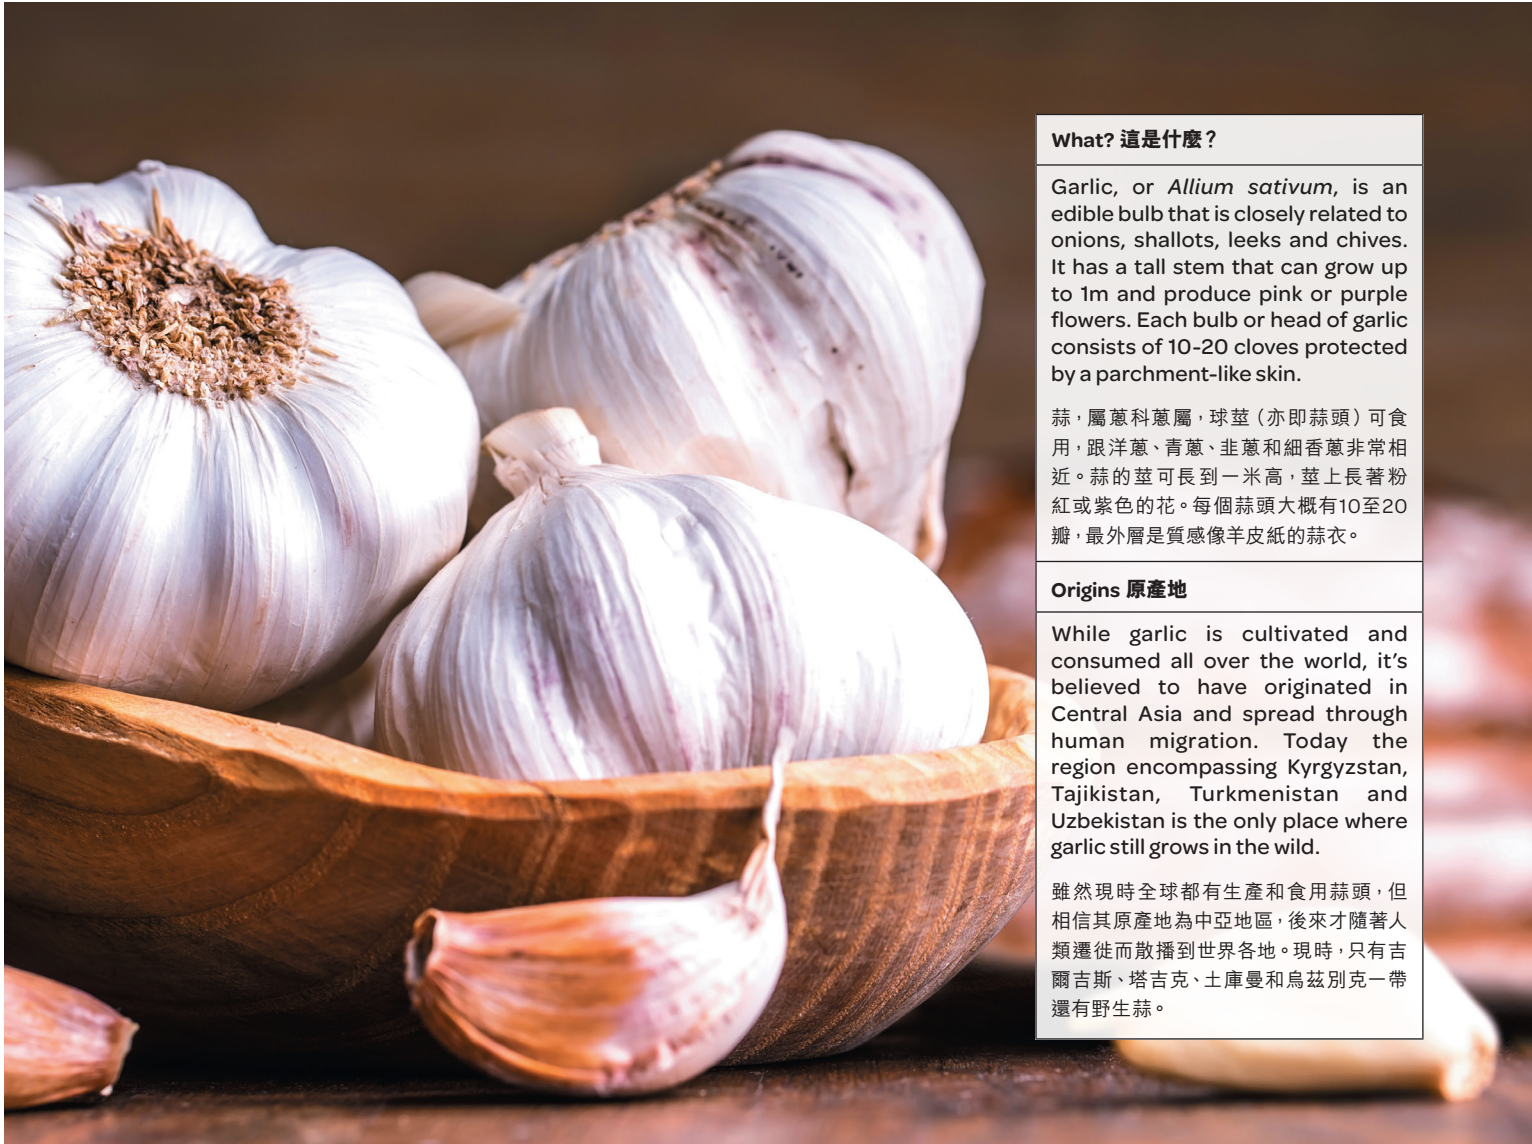 What? 這是什麼？
Garlic, or Allium sativum, is an
edible bulb that is closely related to
onions, shallots, leeks and chives.
It has a tall stem that can grow up
to 1m and produce pink or purple
flowers. Each bulb or head of garlic
consists of 10-20 cloves protected
by a parchment-like skin.
蒜，屬蔥科蔥屬，球莖（亦即蒜頭）可食
用，跟洋蔥、青蔥、韭蔥和細香蔥非常相
近。蒜的莖可長到一米高，莖上長著粉
紅或紫色的花。每個蒜頭大概有10至20
瓣，最外層是質感像羊皮紙的蒜衣。
Origins 原產地
While garlic is cultivated and
consumed all over the world, it’s
believed to have originated in
Central Asia and spread through
human migration. Today the
region encompassing Kyrgyzstan,
Tajikistan, Turkmenistan and
Uzbekistan is the only place where
garlic still grows in the wild.
雖然現時全球都有生產和食用蒜頭，但
相信其原產地為中亞地區，後來才隨著人
類遷徙而散播到世界各地。現時，只有吉
爾吉斯、塔吉克、土庫曼和烏茲別克一帶
還有野生蒜。